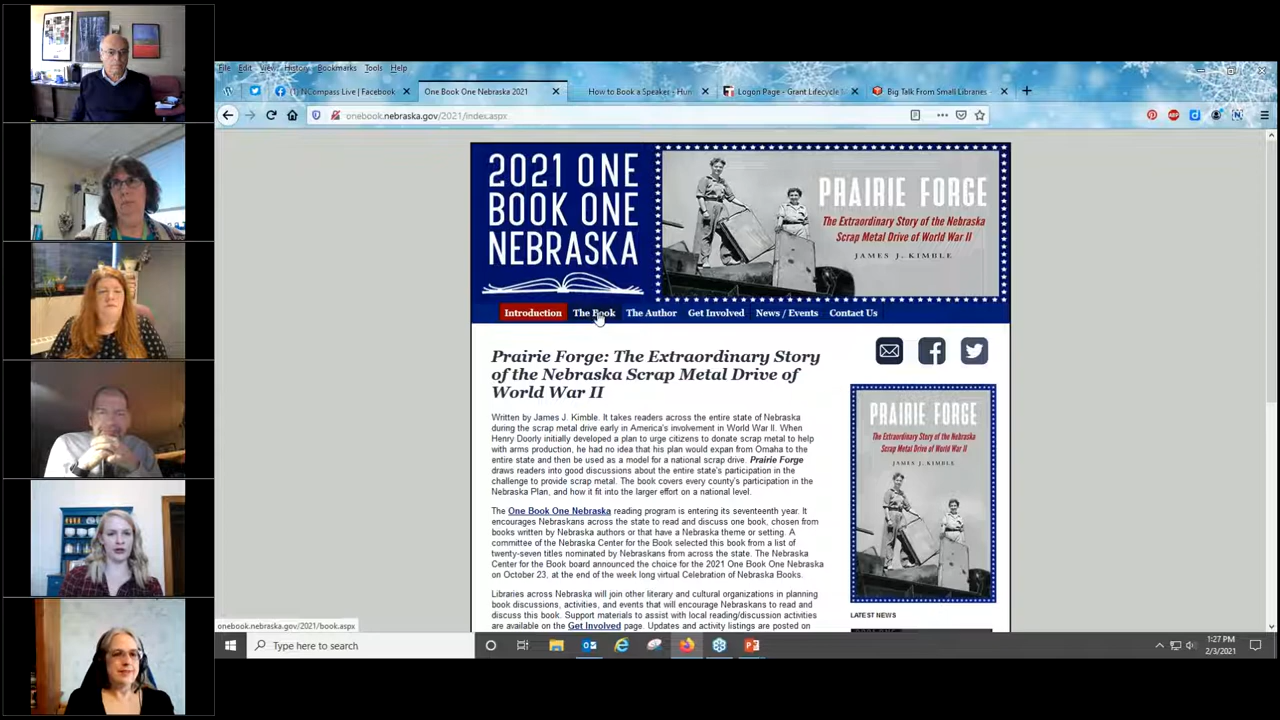 File Edit View History Bookmarks Tools Help
(1) NCompass Live | Facebook
One Book One Nebraska 2021
How to Book a Speaker - Hum
Logon Page - Grant Lifecycle
Big Talk From Small Libraries
onebook.nebraska.gov/2021/index.aspx
2021 ONE
BOOK ONE
NEBRASKA
PRAIRIE FORGE
The Extraordinary Story of the Nebraska
Scrap Metal Drive of World War II
JAMES J. KIMBLE
Introduction The Book The Author Get Involved News / Events Contact Us
Prairie Forge: The Extraordinary Story
of the Nebraska Scrap Metal Drive of
World War II
Written by James J. Kimble. It takes readers across the entire state of Nebraska
during the scrap metal drive early in America's involvement in World War II. When
Henry Doorly initially developed a plan to urge citizens to donate scrap metal to help
with arms production, he had no idea that his plan would expan from Omaha to the
entire state and then be used as a model for a national scrap drive. Prairie Forge
draws readers into good discussions about the entire state's participation in the
challenge to provide scrap metal. The book covers every county's participation in the
Nebraska Plan, and how it fit into the larger effort on a national level.
The One Book One Nebraska reading program is entering its seventeenth year. It
encourages Nebraskans across the state to read and discuss one book, chosen from
books written by Nebraska authors or that have a Nebraska theme or setting. A
committee of the Nebraska Center for the Book selected this book from a list of
twenty-seven titles nominated by Nebraskans from across the state. The Nebraska
Center for the Book board announced the choice for the 2021 One Book One Nebraska
on October 23, at the end of the week long virtual Celebration of Nebraska Books.
Libraries across Nebraska will join other literary and cultural organizations in planning
book discussions, activities, and events that will encourage Nebraskans to read and
discuss this book. Support materials to assist with local reading/discussion activities
are available on the Get Involved page. Updates and activity listings are posted on
PRAIRIE FORGE
The Extraordinary Story of the Nebraska
Scrap Metal Drive of World War II
JAMES J. KIMBLE
LATEST NEWS
onebook.nebraska.gov/2021/book.aspx
Type here to search
1:27 PM
2/3/2021